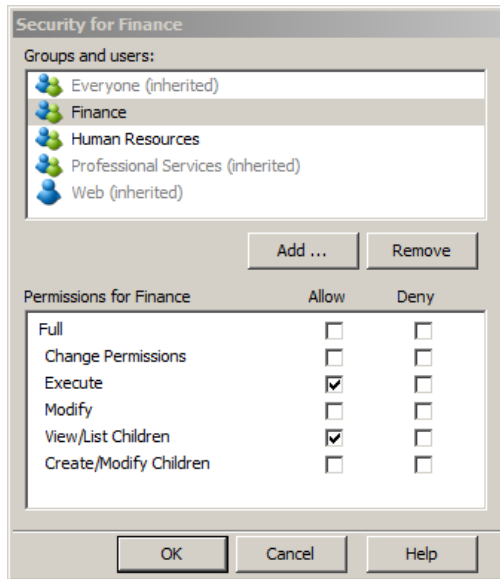 Security for Finance
Groups and users:
Everyone (inherited)
Finance
Human Resources
Professional Services (inherited)
Web (inherited)
Add ... Remove
Permissions for Finance Allow Deny
Full
Change Permissions
Execute
Modify
View/List Children
Create/Modify Children
OK Cancel Help